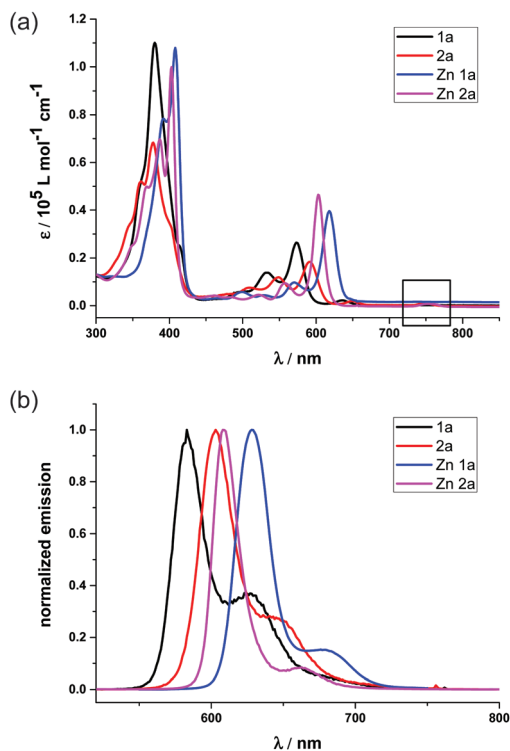 (a)
1.2
1.0
0.8
0.6
0.4
0.2
0.0
ε / 10⁵ L mol⁻¹ cm⁻¹
1a
2a
Zn 1a
Zn 2a
300 400 500 600 700 800
λ / nm
(b)
1.0
0.8
0.6
0.4
0.2
0.0
normalized emission
1a
2a
Zn 1a
Zn 2a
600 700 800
λ / nm